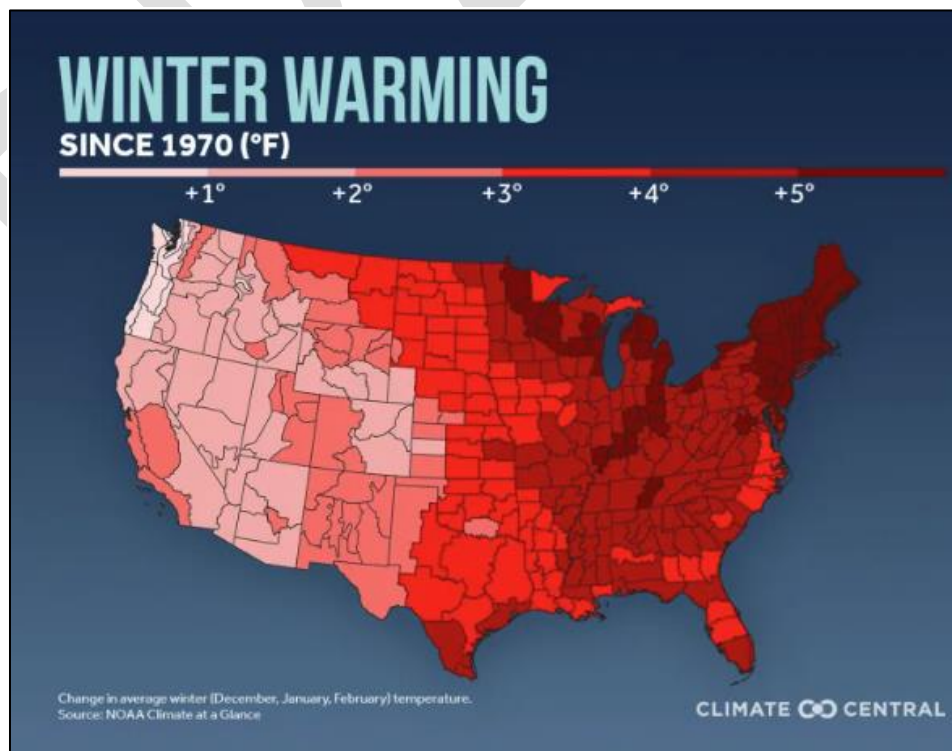 WINTER WARMING
SINCE 1970 (°F)
+1° +2° +3° +4° +5°
Change in average winter (December, January, February) temperature.
Source: NOAA Climate at a Glance
CLIMATE CENTRAL